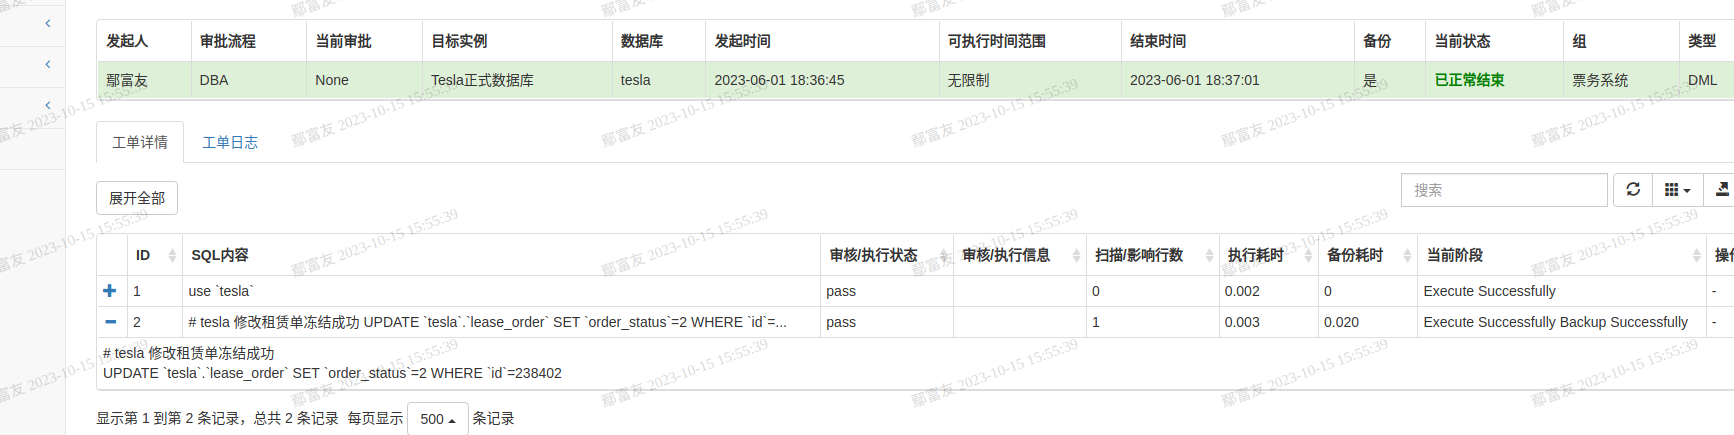 发起人 审批流程 当前审批 目标实例 数据库 发起时间 可执行时间范围 结束时间 备份 当前状态 组 类型
鄢富友 DBA None Tesla正式数据库 tesla 2023-06-01 18:36:45 无限制 2023-06-01 18:37:01 是 已正常结束 票务系统 DML
工单详情 工单日志
展开全部 搜索
ID SQL内容 审核/执行状态 审核/执行信息 扫描/影响行数 执行耗时 备份耗时 当前阶段
1 use `tesla` pass 0 0.002 0 Execute Successfully -
2 # tesla 修改租赁单冻结成功 UPDATE `tesla`.`lease_order` SET `order_status`=2 WHERE `id`=... pass 1 0.003 0.020 Execute Successfully Backup Successfully -
# tesla 修改租赁单冻结成功
UPDATE `tesla`.`lease_order` SET `order_status`=2 WHERE `id`=238402
显示第 1 到第 2 条记录，总共 2 条记录 每页显示 500 条记录
鄢富友 2023-10-15 15:55:39